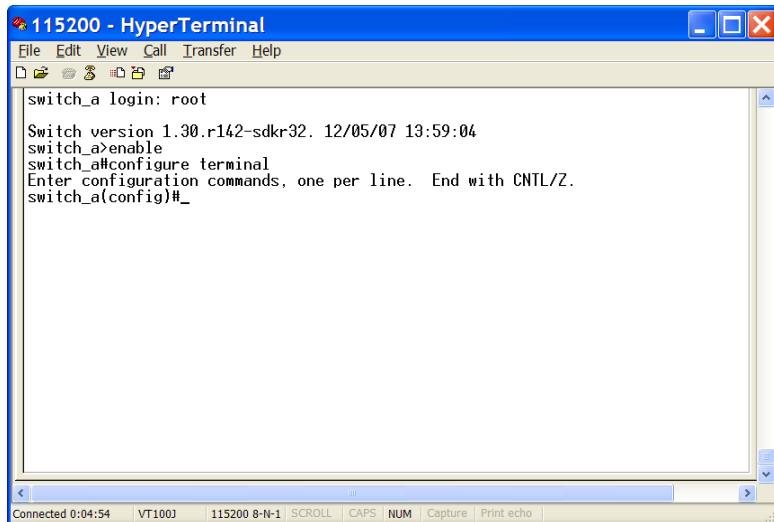 115200 - HyperTerminal
File Edit View Call Transfer Help
switch_a login: root
Switch version 1.30.r142-sdkr32. 12/05/07 13:59:04
switch_a>enable
switch_a#configure terminal
Enter configuration commands, one per line.  End with CNTL/Z.
switch_a(config)#_
Connected 0:04:54 VT100J 115200 8-N-1 SCROLL CAPS NUM Capture Print echo